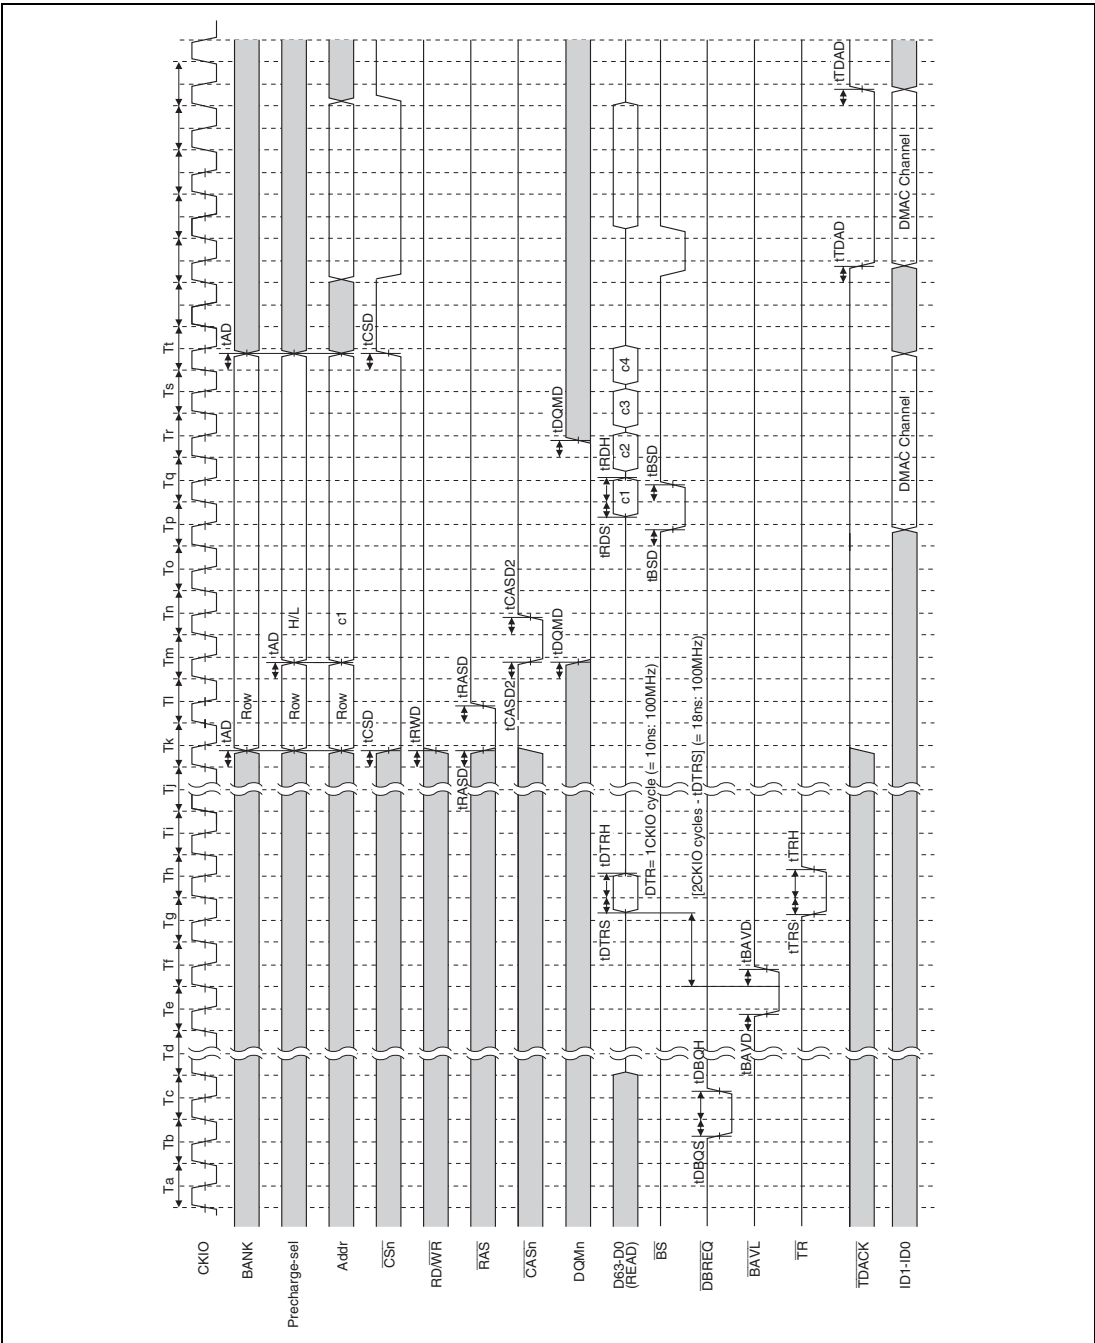 Ta
Tb
Tc
Td
Te
Tf
Tg
Th
Ti
Tj
Tk
Tl
Tm
Tn
To
Tp
Tq
Tr
Ts
Tt
CKIO
BANK
tAD
Row
tAD
Precharge-sel
Row
tAD
H/L
Addr
Row
c1
CSn
tCSD
tCSD
RD/WR
tRWD
RAS
tRASD
tRASD
CASn
tCASD2
tCASD2
DQMn
tDQMD
tDQMD
D63-D0
(READ)
tDTRS
tDTRH
tRDS
tRDH
c1
c2
c3
c4
DTR= 1CKIO cycle (= 10ns: 100MHz)
BS
tBSD
tBSD
[2CKIO cycles - tDTRS] (= 18ns: 100MHz)
DBREQ
tDBQS
tDBQH
BAVL
tBAVD
tBAVD
TR
tTRS
tTRH
TDACK
tTDAD
tTDAD
ID1-ID0
DMAC Channel
DMAC Channel